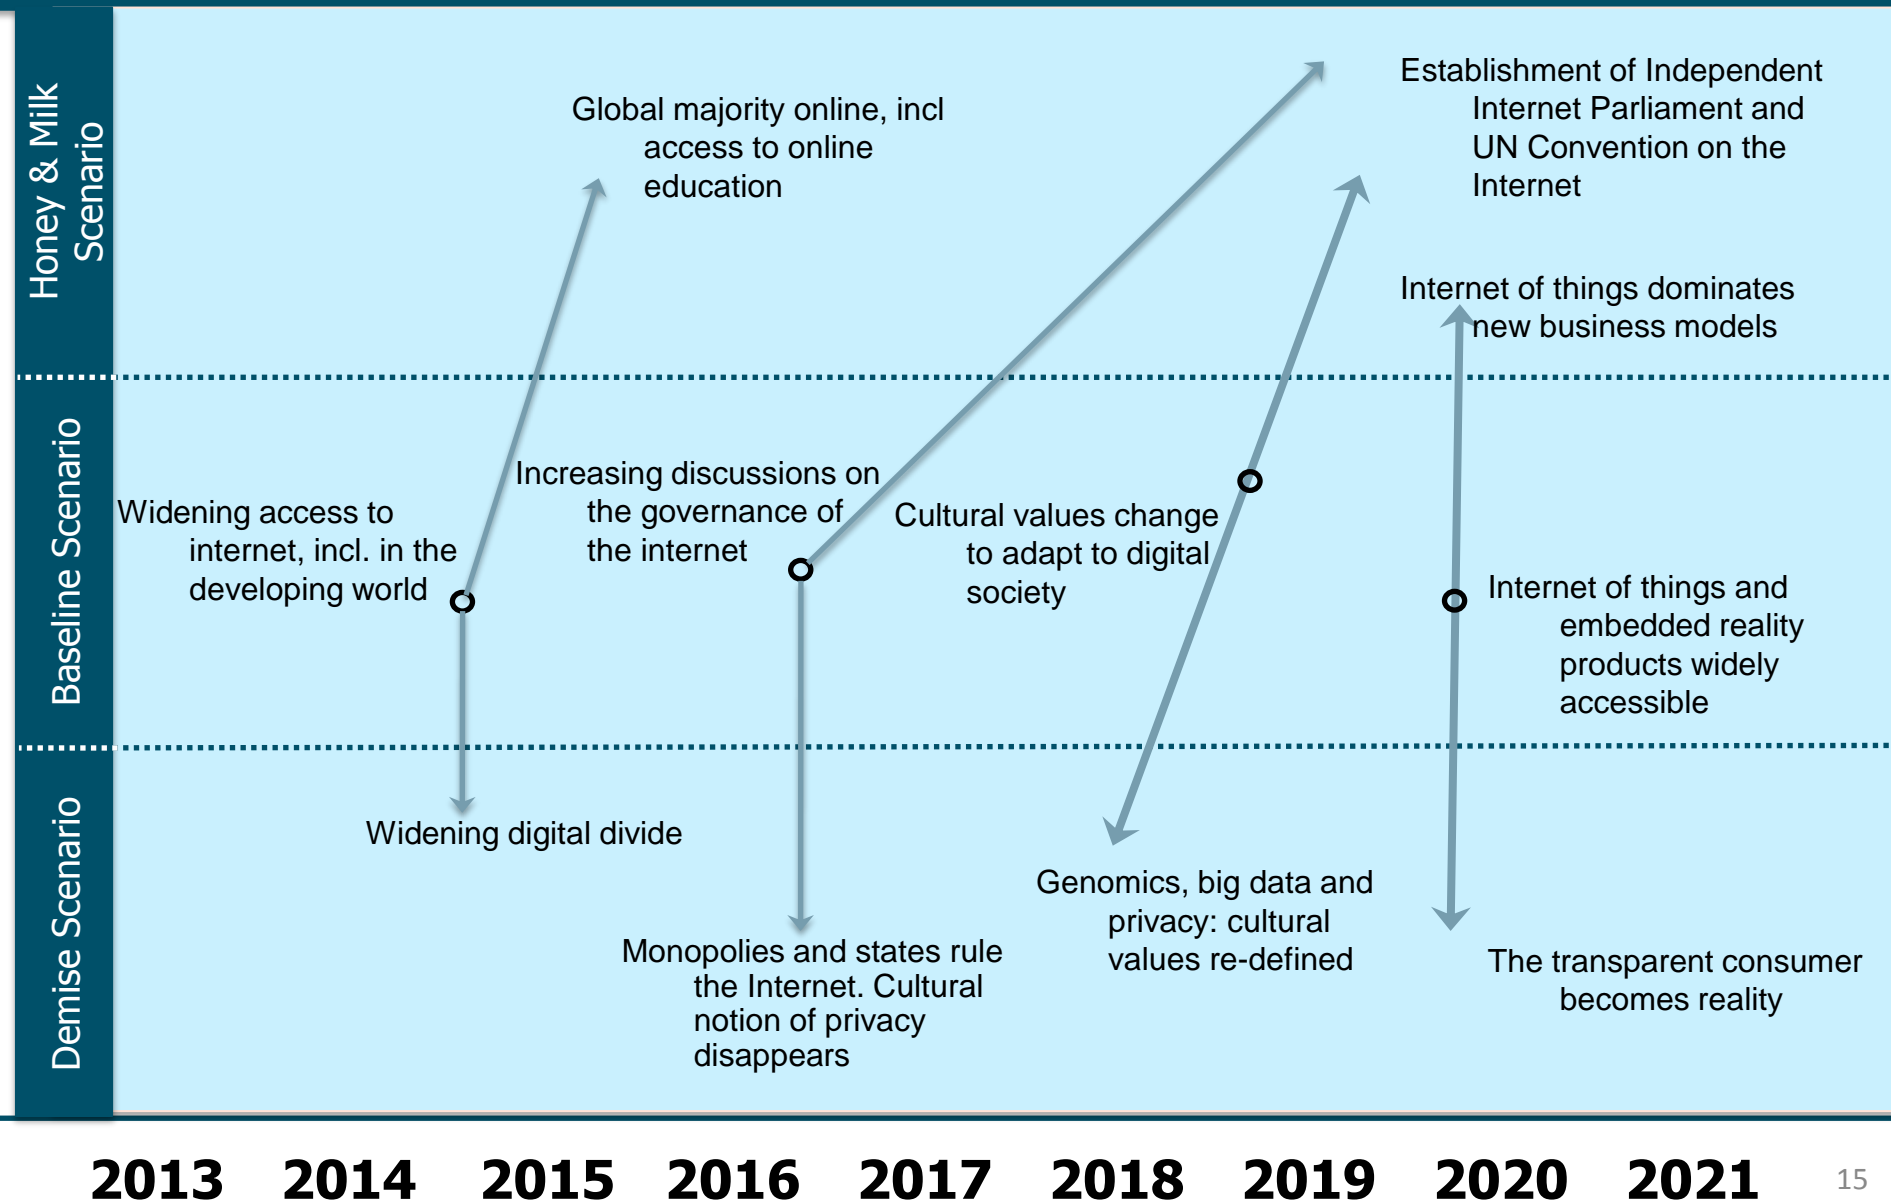 Honey & Milk
Scenario
Global majority online, incl
access to online
education
Establishment of Independent
Internet Parliament and
UN Convention on the
Internet
Internet of things dominates
new business models
Baseline Scenario
Widening access to
internet, incl. in the
developing world
Increasing discussions on
the governance of
the internet
Cultural values change
to adapt to digital
society
Internet of things and
embedded reality
products widely
accessible
Demise Scenario
Widening digital divide
Monopolies and states rule
the Internet. Cultural
notion of privacy
disappears
Genomics, big data and
privacy: cultural
values re-defined
The transparent consumer
becomes reality
2013 2014 2015 2016 2017 2018 2019 2020 2021 15